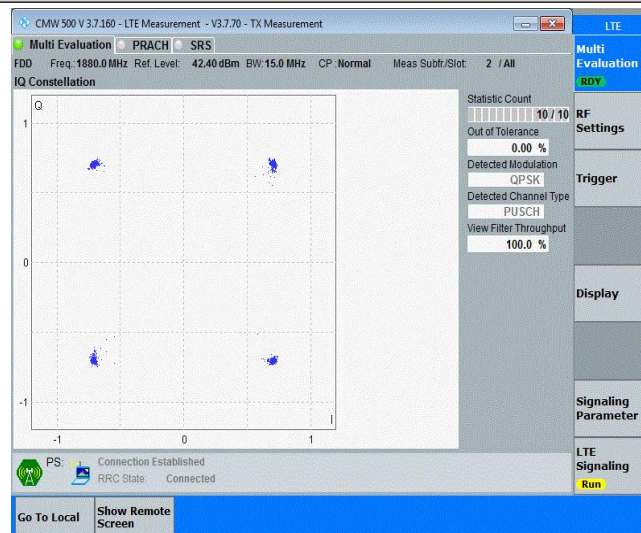 CMW 500 V 3.7.160 - LTE Measurement - V3.7.70 - TX Measurement
LTE
Multi Evaluation PRACH SRS
FDD Freq.:1880.0 MHz Ref. Level: 42.40 dBm BW:15.0 MHz CP :Normal Meas Subfr./Slot: 2 / All
IQ Constellation
Q
1
0
-1
I
-1 0 1
Statistic Count
10 / 10
Out of Tolerance
0.00 %
Detected Modulation
QPSK
Detected Channel Type
PUSCH
View Filter Throughput
100.0 %
PS: Connection Established
RRC State: Connected
Multi
Evaluation
RDY
RF
Settings
Trigger
Display
Signaling
Parameter
LTE
Signaling
Run
Go To Local
Show Remote
Screen